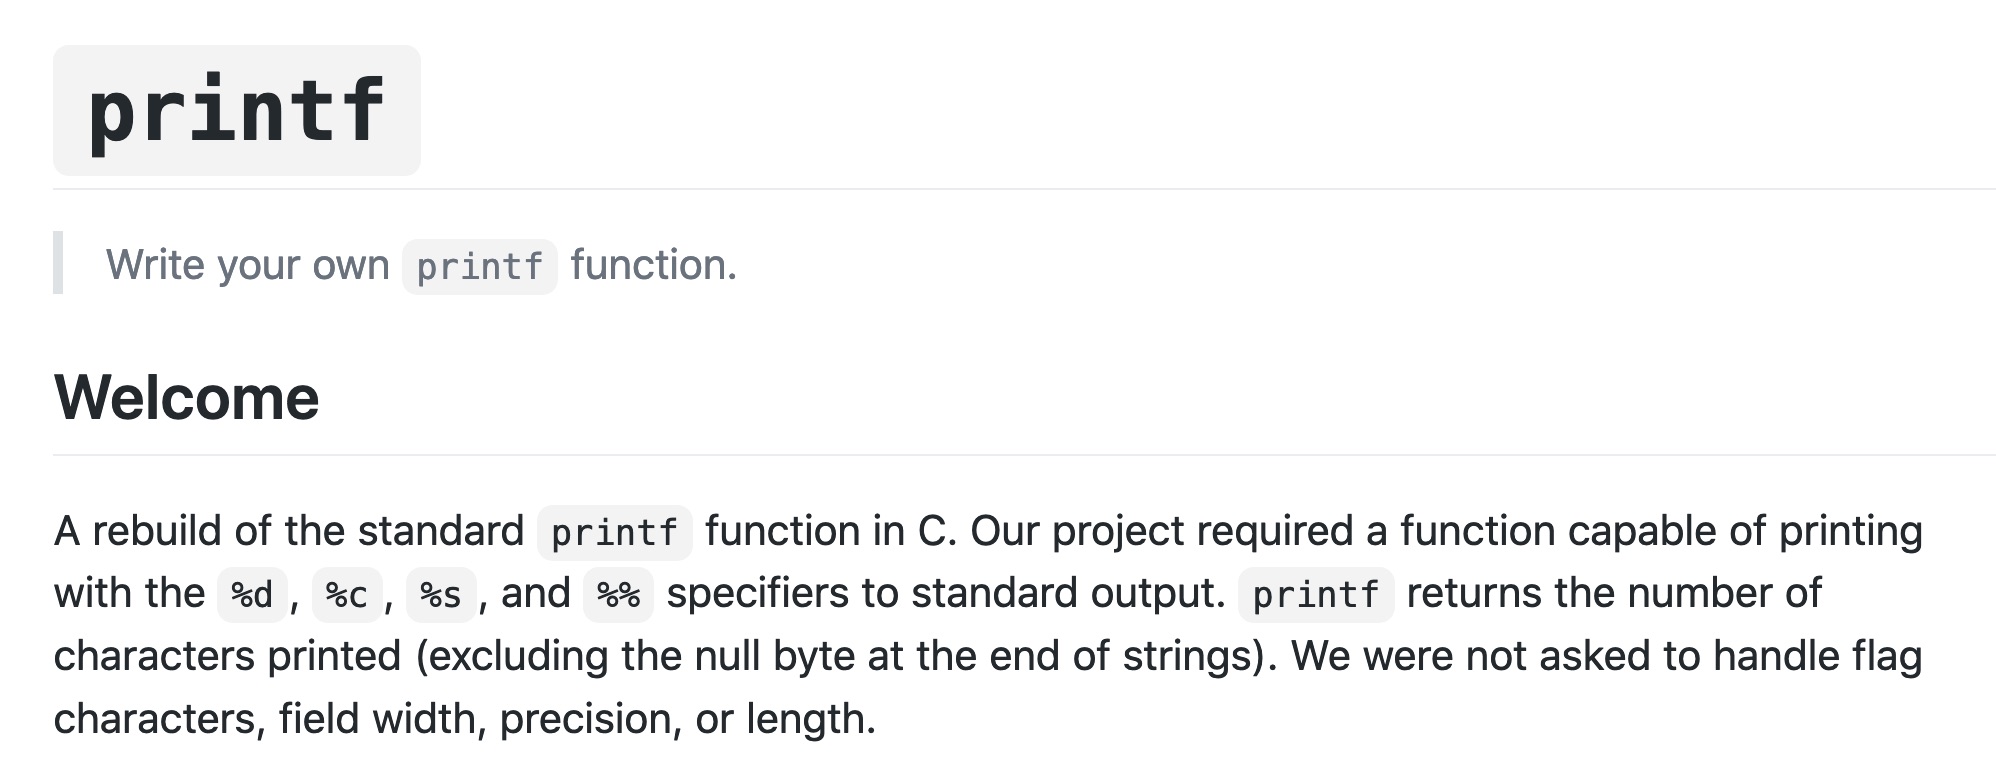 printf
Write your own printf function.
Welcome
A rebuild of the standard printf function in C. Our project required a function capable of printing
with the %d, %c, %s, and %% specifiers to standard output. printf returns the number of
characters printed (excluding the null byte at the end of strings). We were not asked to handle flag
characters, field width, precision, or length.